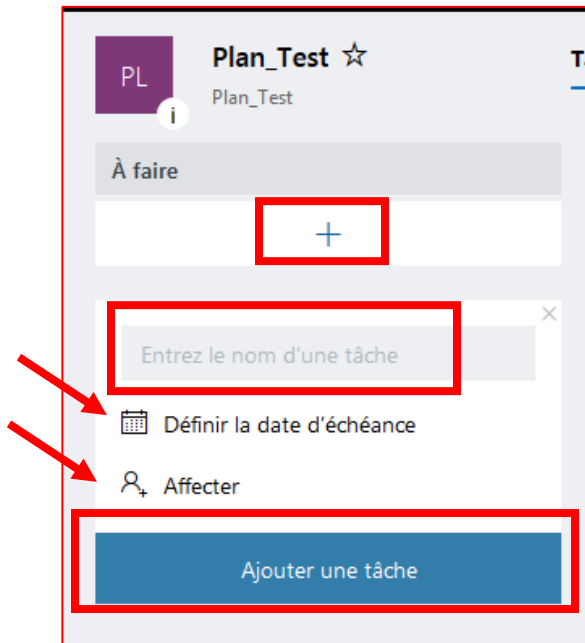 PL
Plan_Test
i
Plan_Test
À faire
Entrez le nom d'une tâche
Définir la date d'échéance
Affecter
Ajouter une tâche